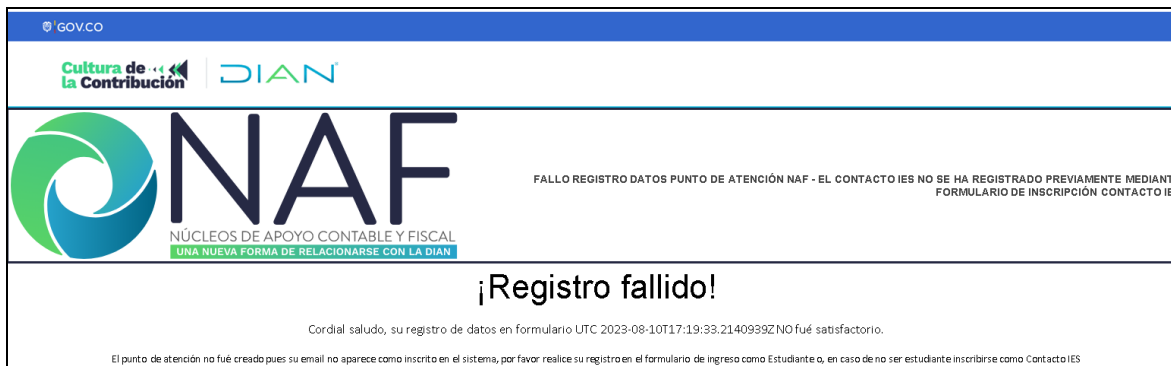 GOV.CO
Cultura de
la Contribución
DIAN
NAF
NÚCLEOS DE APOYO CONTABLE Y FISCAL
UNA NUEVA FORMA DE RELACIONARSE CON LA DIAN
FALLO REGISTRO DATOS PUNTO DE ATENCIÓN NAF - EL CONTACTO IES NO SE HA REGISTRADO PREVIAMENTE MEDIANT
FORMULARIO DE INSCRIPCIÓN CONTACTO IE
¡Registro fallido!
Cordial saludo, su registro de datos en formulario UTC 2023-08-10T17:19:33.2140939Z NO fué satisfactorio.
El punto de atención no fué creado pues su email no aparece como inscrito en el sistema, por favor realice su registro en el formulario de ingreso como Estudiante o, en caso de no ser estudiante inscribirse como Contacto IES